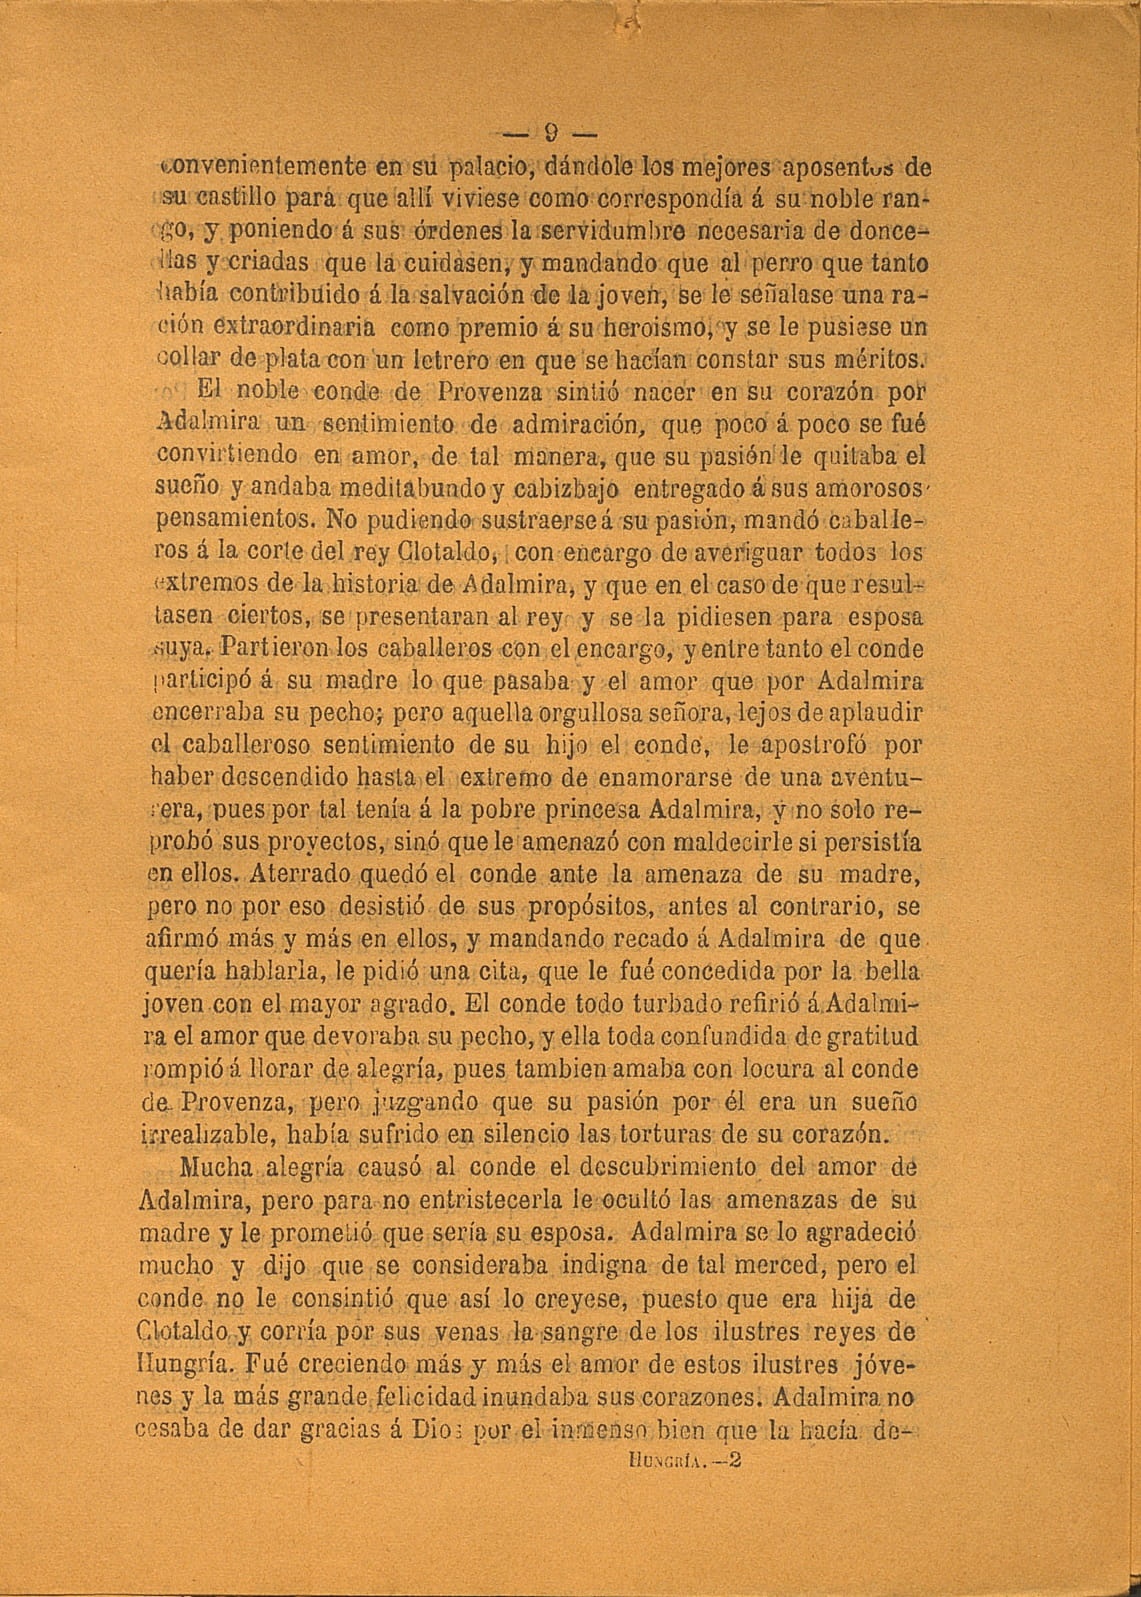 — 9 —
convenientemente en su palacio, dándole los mejores aposentos de
su castillo para que allí viviese como correspondía á su noble ran-
go, y poniendo á sus órdenes la servidumbre necesaria de donce-
llas y criadas que la cuidasen, y mandando que al perro que tanto
había contribuido á la salvación de la joven, se le señalase una ra-
ción extraordinaria como premio á su heroismo, y se le pusiese un
collar de plata con un letrero en que se hacían constar sus méritos.
El noble conde de Provenza sintió nacer en su corazón por
Adalmira un sentimiento de admiración, que poco á poco se fué
convirtiendo en amor, de tal manera, que su pasión le quitaba el
sueño y andaba meditabundo y cabizbajo entregado á sus amorosos
pensamientos. No pudiendo sustraerse á su pasión, mandó caballe-
ros á la corte del rey Clotaldo, con encargo de averiguar todos los
extremos de la historia de Adalmira, y que en el caso de que resul-
tasen ciertos, se presentaran al rey y se la pidiesen para esposa
suya. Partieron los caballeros con el encargo, y entre tanto el conde
participó á su madre lo que pasaba y el amor que por Adalmira
encerraba su pecho; pero aquella orgullosa señora, lejos de aplaudir
el caballeroso sentimiento de su hijo el conde, le apostrofó por
haber descendido hasta el extremo de enamorarse de una aventu-
rera, pues por tal tenía á la pobre princesa Adalmira, y no solo re-
probó sus proyectos, sinó que le amenazó con maldecirle si persistía
en ellos. Aterrado quedó el conde ante la amenaza de su madre,
pero no por eso desistió de sus propósitos, antes al contrario, se
afirmó más y más en ellos, y mandando recado á Adalmira de que
quería hablarla, le pidió una cita, que le fué concedida por la bella
joven con el mayor agrado. El conde todo turbado refirió á Adalmi-
ra el amor que devoraba su pecho, y ella toda confundida de gratitud
rompió á llorar de alegría, pues tambien amaba con locura al conde
de Provenza, pero juzgando que su pasión por él era un sueño
irrealizable, había sufrido en silencio las torturas de su corazón.
Mucha alegría causó al conde el descubrimiento del amor de
Adalmira, pero para no entristecerla le ocultó las amenazas de su
madre y le prometió que sería su esposa. Adalmira se lo agradeció
mucho y dijo que se consideraba indigna de tal merced, pero el
conde no le consintió que así lo creyese, puesto que era hija de
Clotaldo y corría por sus venas la sangre de los ilustres reyes de
Hungría. Fué creciendo más y más el amor de estos ilustres jóve-
nes y la más grande felicidad inundaba sus corazones. Adalmira no
cesaba de dar gracias á Dios por el inmenso bien que la hacía de-
HUNGRÍA.—2